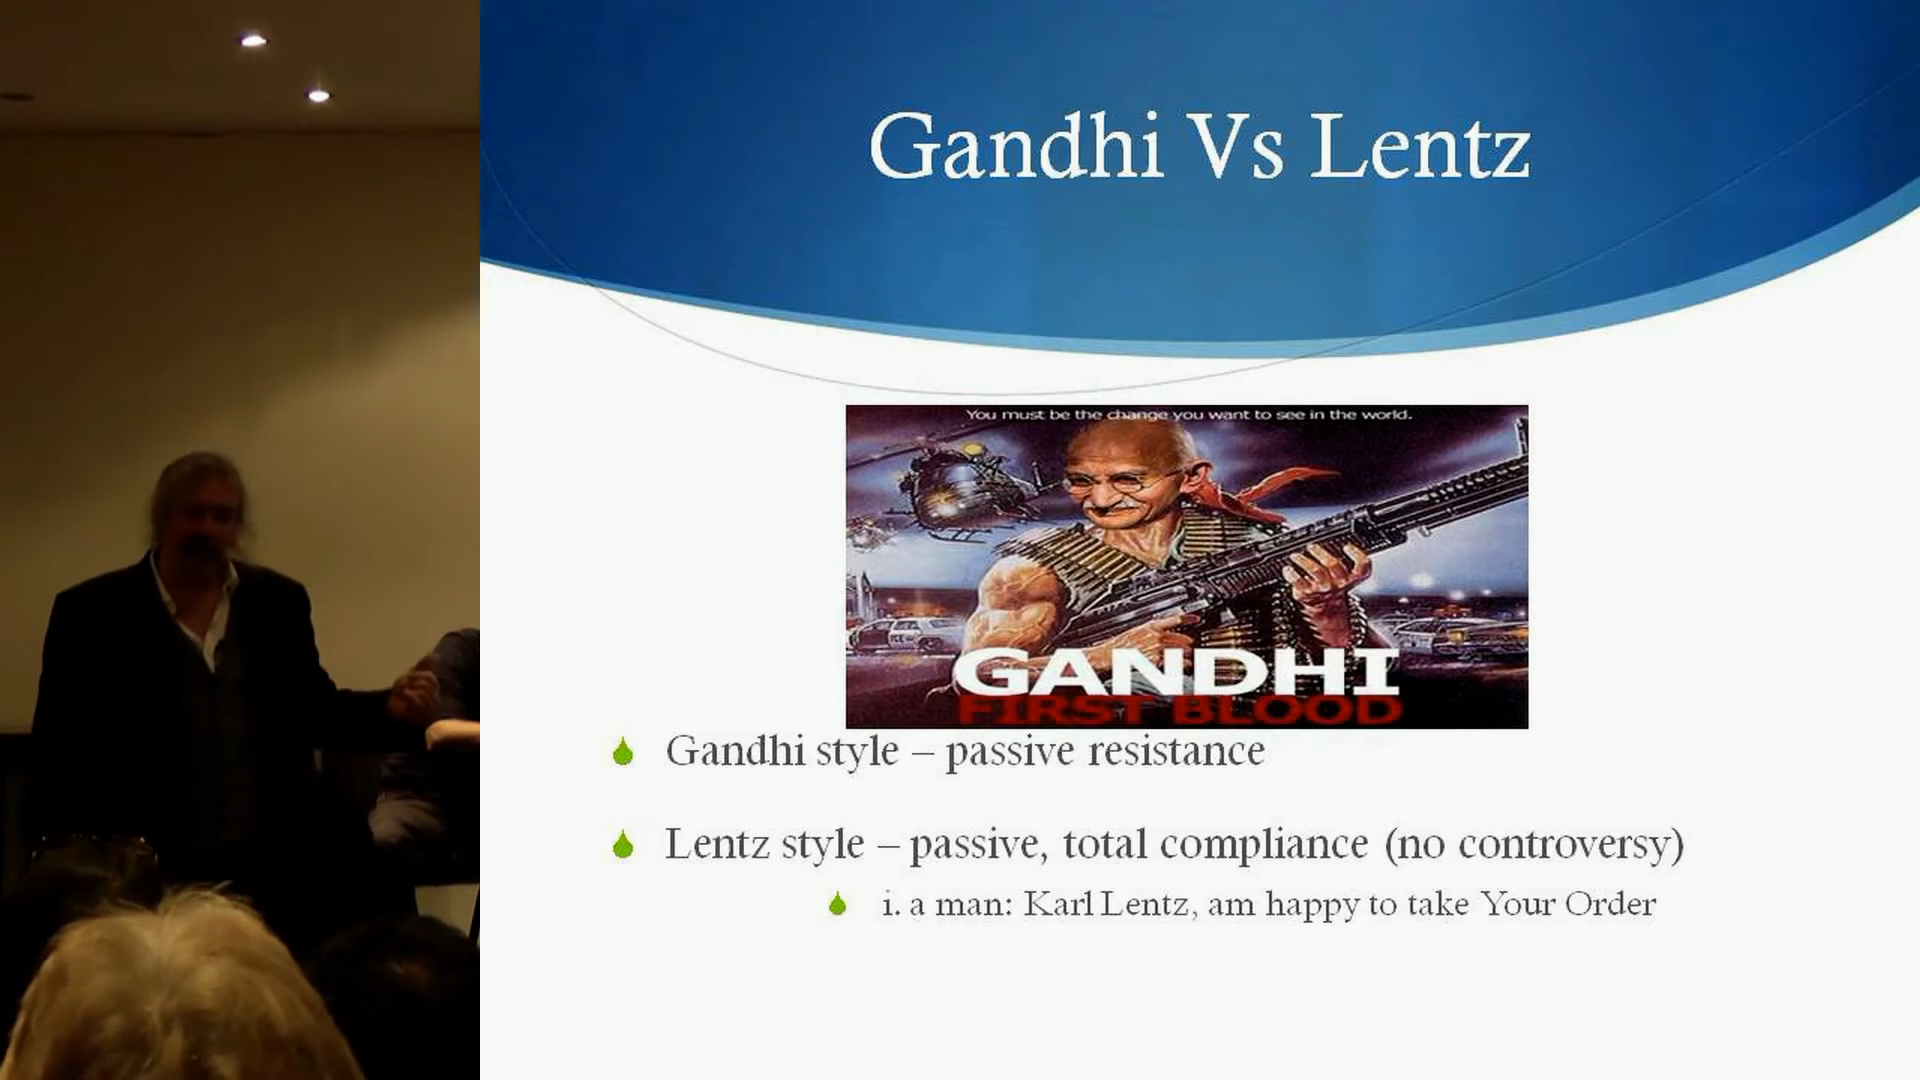 Gandhi Vs Lentz
You must be the change you want to see in the world.
GANDHI
FIRST BLOOD
Gandhi style – passive resistance
Lentz style – passive, total compliance (no controversy)
i. a man: Karl Lentz, am happy to take Your Order